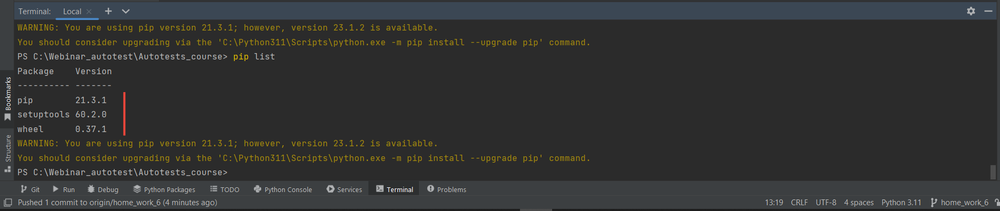 Terminal: Local × +
WARNING: You are using pip version 21.3.1; however, version 23.1.2 is available.
You should consider upgrading via the 'C:\Python311\Scripts\python.exe -m pip install --upgrade pip' command.
PS C:\Webinar_autotest\Autotests_course> pip list
Package    Version
---------- -------
pip        21.3.1
setuptools 60.2.0
wheel      0.37.1
WARNING: You are using pip version 21.3.1; however, version 23.1.2 is available.
You should consider upgrading via the 'C:\Python311\Scripts\python.exe -m pip install --upgrade pip' command.
PS C:\Webinar_autotest\Autotests_course>
Bookmarks
Structure
Git Run Debug Python Packages TODO Python Console Services Terminal Problems
Pushed 1 commit to origin/home_work_6 (4 minutes ago) 13:19 CRLF UTF-8 4 spaces Python 3.11 home_work_6